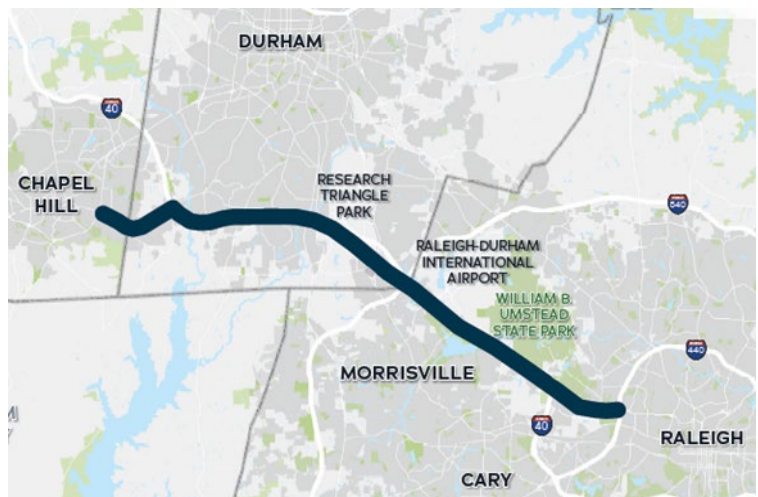 DURHAM
40
CHAPEL
HILL
RESEARCH
TRIANGLE
PARK
540
RALEIGH-DURHAM
INTERNATIONAL
AIRPORT
WILLIAM B.
UMSTEAD
STATE PARK
440
MORRISVILLE
40
RALEIGH
CARY